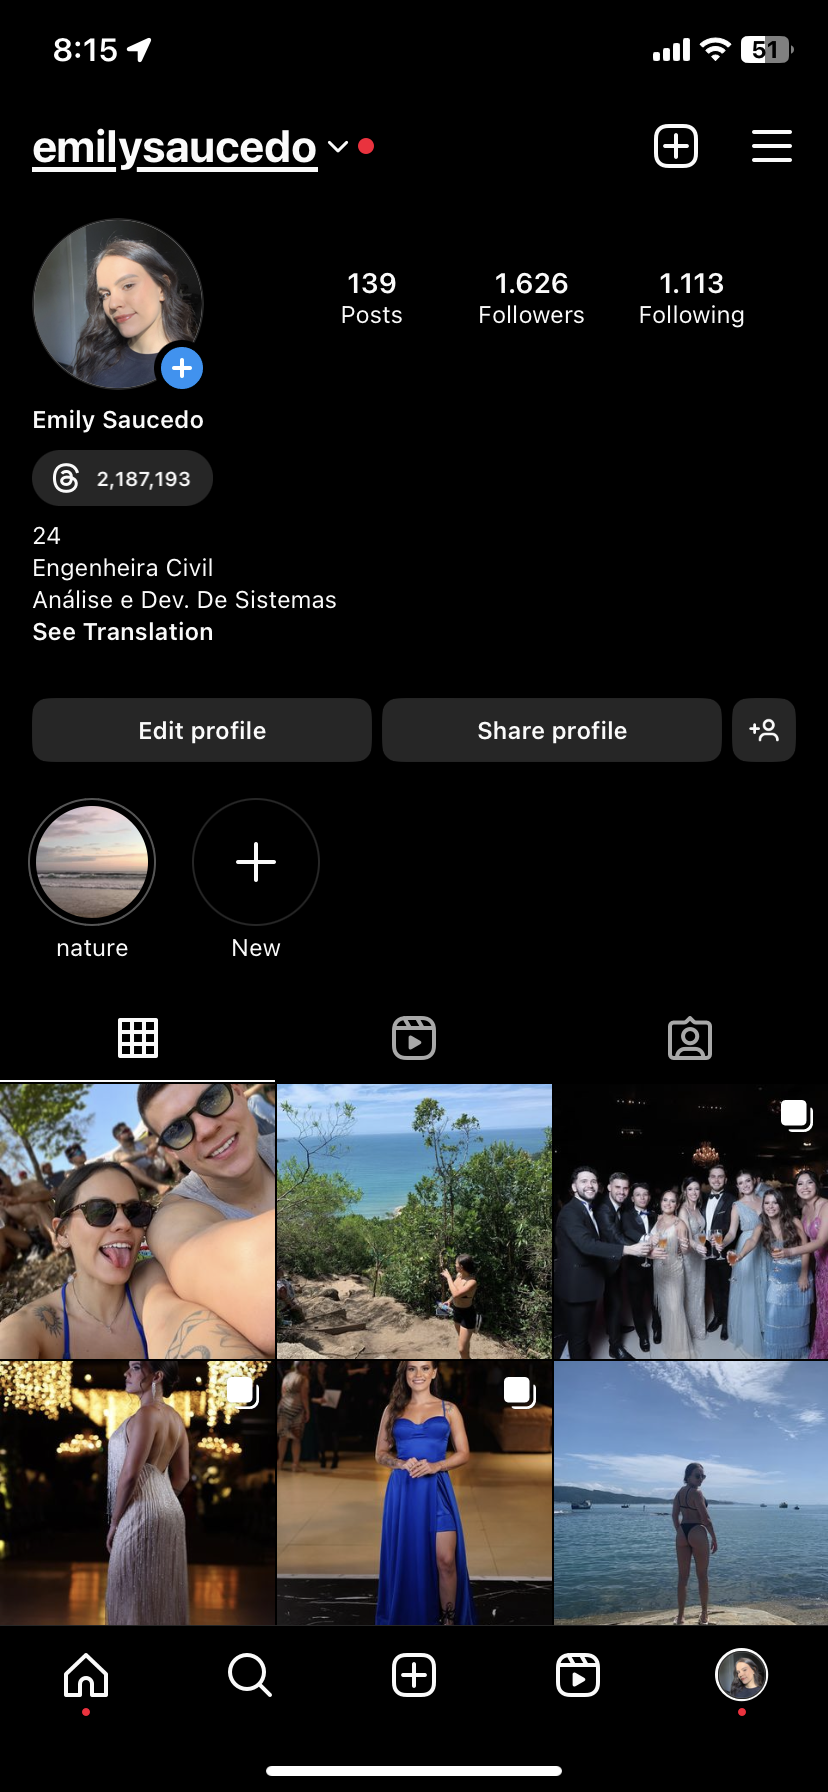 8:15
51
emilysaucedo
139
Posts
1.626
Followers
1.113
Following
Emily Saucedo
2,187,193
24
Engenheira Civil
Análise e Dev. De Sistemas
See Translation
Edit profile
Share profile
nature
New